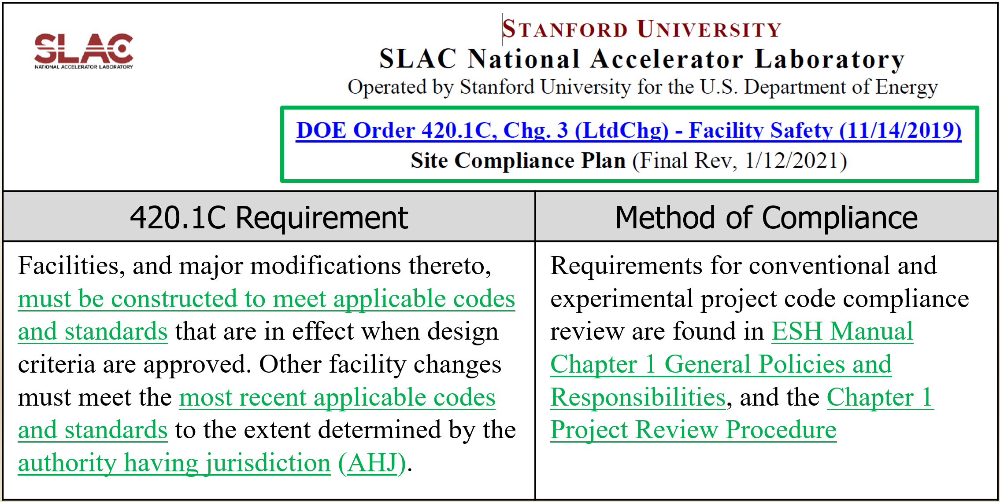 SLAC
NATIONAL ACCELERATOR LABORATORY
STANFORD UNIVERSITY
SLAC National Accelerator Laboratory
Operated by Stanford University for the U.S. Department of Energy
DOE Order 420.1C, Chg. 3 (LtdChg) - Facility Safety (11/14/2019)
Site Compliance Plan (Final Rev, 1/12/2021)
420.1C Requirement
Facilities, and major modifications thereto,
must be constructed to meet applicable codes
and standards that are in effect when design
criteria are approved. Other facility changes
must meet the most recent applicable codes
and standards to the extent determined by the
authority having jurisdiction (AHJ).
Method of Compliance
Requirements for conventional and
experimental project code compliance
review are found in ESH Manual
Chapter 1 General Policies and
Responsibilities, and the Chapter 1
Project Review Procedure